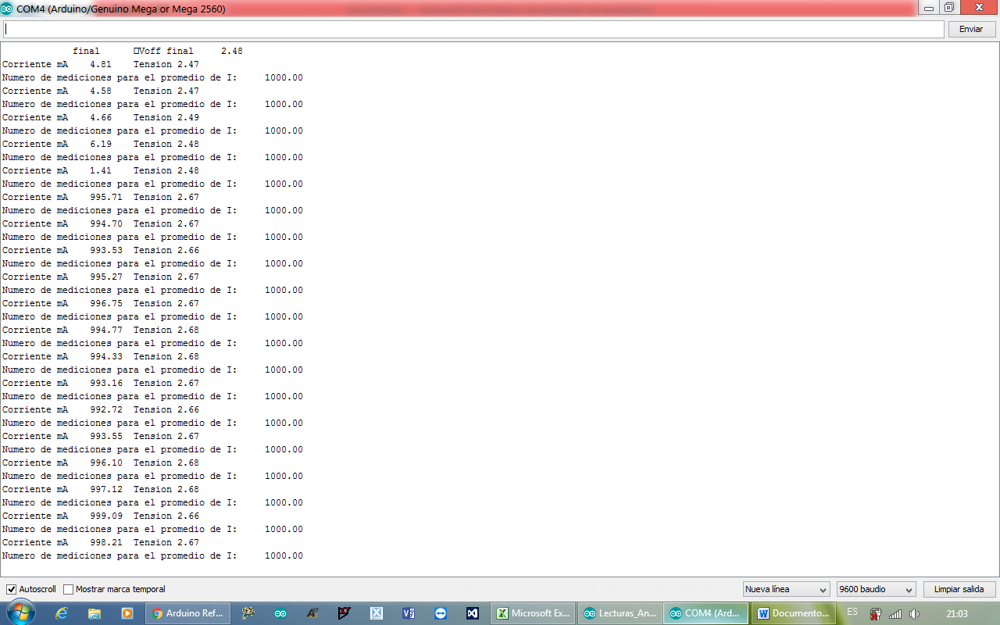 COM4 (Arduino/Genuino Mega or Mega 2560)
Enviar
final □Voff final 2.48
Corriente mA 4.81 Tension 2.47
Numero de mediciones para el promedio de I: 1000.00
Corriente mA 4.58 Tension 2.47
Numero de mediciones para el promedio de I: 1000.00
Corriente mA 4.66 Tension 2.49
Numero de mediciones para el promedio de I: 1000.00
Corriente mA 6.19 Tension 2.48
Numero de mediciones para el promedio de I: 1000.00
Corriente mA 1.41 Tension 2.48
Numero de mediciones para el promedio de I: 1000.00
Corriente mA 995.71 Tension 2.67
Numero de mediciones para el promedio de I: 1000.00
Corriente mA 994.70 Tension 2.67
Numero de mediciones para el promedio de I: 1000.00
Corriente mA 993.53 Tension 2.66
Numero de mediciones para el promedio de I: 1000.00
Corriente mA 995.27 Tension 2.67
Numero de mediciones para el promedio de I: 1000.00
Corriente mA 996.75 Tension 2.67
Numero de mediciones para el promedio de I: 1000.00
Corriente mA 994.77 Tension 2.68
Numero de mediciones para el promedio de I: 1000.00
Corriente mA 994.33 Tension 2.68
Numero de mediciones para el promedio de I: 1000.00
Corriente mA 993.16 Tension 2.67
Numero de mediciones para el promedio de I: 1000.00
Corriente mA 992.72 Tension 2.66
Numero de mediciones para el promedio de I: 1000.00
Corriente mA 993.55 Tension 2.67
Numero de mediciones para el promedio de I: 1000.00
Corriente mA 996.10 Tension 2.68
Numero de mediciones para el promedio de I: 1000.00
Corriente mA 997.12 Tension 2.68
Numero de mediciones para el promedio de I: 1000.00
Corriente mA 999.09 Tension 2.66
Numero de mediciones para el promedio de I: 1000.00
Corriente mA 998.21 Tension 2.67
Numero de mediciones para el promedio de I: 1000.00
Autoscroll Mostrar marca temporal Nueva línea 9600 baudio Limpiar salida
Arduino Ref... Microsoft Ex... Lecturas_An... COM4 (Ard... Documento... ES 21:03